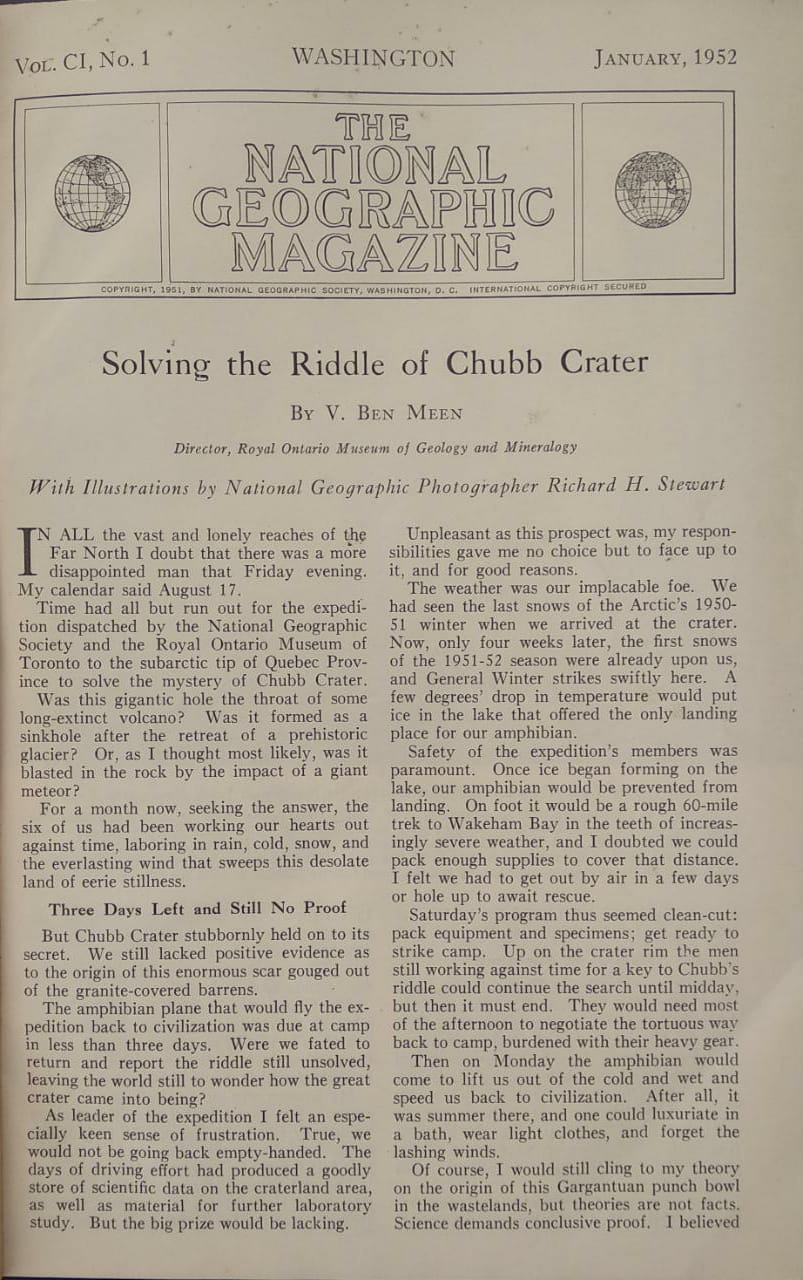 VOL. CI, No. 1
WASHINGTON
JANUARY, 1952
THE
NATIONAL
GEOGRAPHIC
MAGAZINE
COPYRIGHT, 1951, BY NATIONAL GEOGRAPHIC SOCIETY, WASHINGTON, D. C. INTERNATIONAL COPYRIGHT SECURED
Solving the Riddle of Chubb Crater
BY V. BEN MEEN
Director, Royal Ontario Museum of Geology and Mineralogy
With Illustrations by National Geographic Photographer Richard H. Stewart
IN ALL the vast and lonely reaches of the
Far North I doubt that there was a more
disappointed man that Friday evening.
My calendar said August 17.
Time had all but run out for the expedi-
tion dispatched by the National Geographic
Society and the Royal Ontario Museum of
Toronto to the subarctic tip of Quebec Prov-
ince to solve the mystery of Chubb Crater.
Was this gigantic hole the throat of some
long-extinct volcano? Was it formed as a
sinkhole after the retreat of a prehistoric
glacier? Or, as I thought most likely, was it
blasted in the rock by the impact of a giant
meteor?
For a month now, seeking the answer, the
six of us had been working our hearts out
against time, laboring in rain, cold, snow, and
the everlasting wind that sweeps this desolate
land of eerie stillness.
Three Days Left and Still No Proof
But Chubb Crater stubbornly held on to its
secret. We still lacked positive evidence as
to the origin of this enormous scar gouged out
of the granite-covered barrens.
The amphibian plane that would fly the ex-
pedition back to civilization was due at camp
in less than three days. Were we fated to
return and report the riddle still unsolved,
leaving the world still to wonder how the great
crater came into being?
As leader of the expedition I felt an espe-
cially keen sense of frustration. True, we
would not be going back empty-handed. The
days of driving effort had produced a goodly
store of scientific data on the craterland area,
as well as material for further laboratory
study. But the big prize would be lacking.
Unpleasant as this prospect was, my respon-
sibilities gave me no choice but to face up to
it, and for good reasons.
The weather was our implacable foe. We
had seen the last snows of the Arctic's 1950-
51 winter when we arrived at the crater.
Now, only four weeks later, the first snows
of the 1951-52 season were already upon us,
and General Winter strikes swiftly here. A
few degrees' drop in temperature would put
ice in the lake that offered the only landing
place for our amphibian.
Safety of the expedition's members was
paramount. Once ice began forming on the
lake, our amphibian would be prevented from
landing. On foot it would be a rough 60-mile
trek to Wakeham Bay in the teeth of increas-
ingly severe weather, and I doubted we could
pack enough supplies to cover that distance.
I felt we had to get out by air in a few days
or hole up to await rescue.
Saturday's program thus seemed clean-cut:
pack equipment and specimens; get ready to
strike camp. Up on the crater rim the men
still working against time for a key to Chubb's
riddle could continue the search until midday,
but then it must end. They would need most
of the afternoon to negotiate the tortuous way
back to camp, burdened with their heavy gear.
Then on Monday the amphibian would
come to lift us out of the cold and wet and
speed us back to civilization. After all, it
was summer there, and one could luxuriate in
a bath, wear light clothes, and forget the
lashing winds.
Of course, I would still cling to my theory
on the origin of this Gargantuan punch bowl
in the wastelands, but theories are not facts.
Science demands conclusive proof. I believed